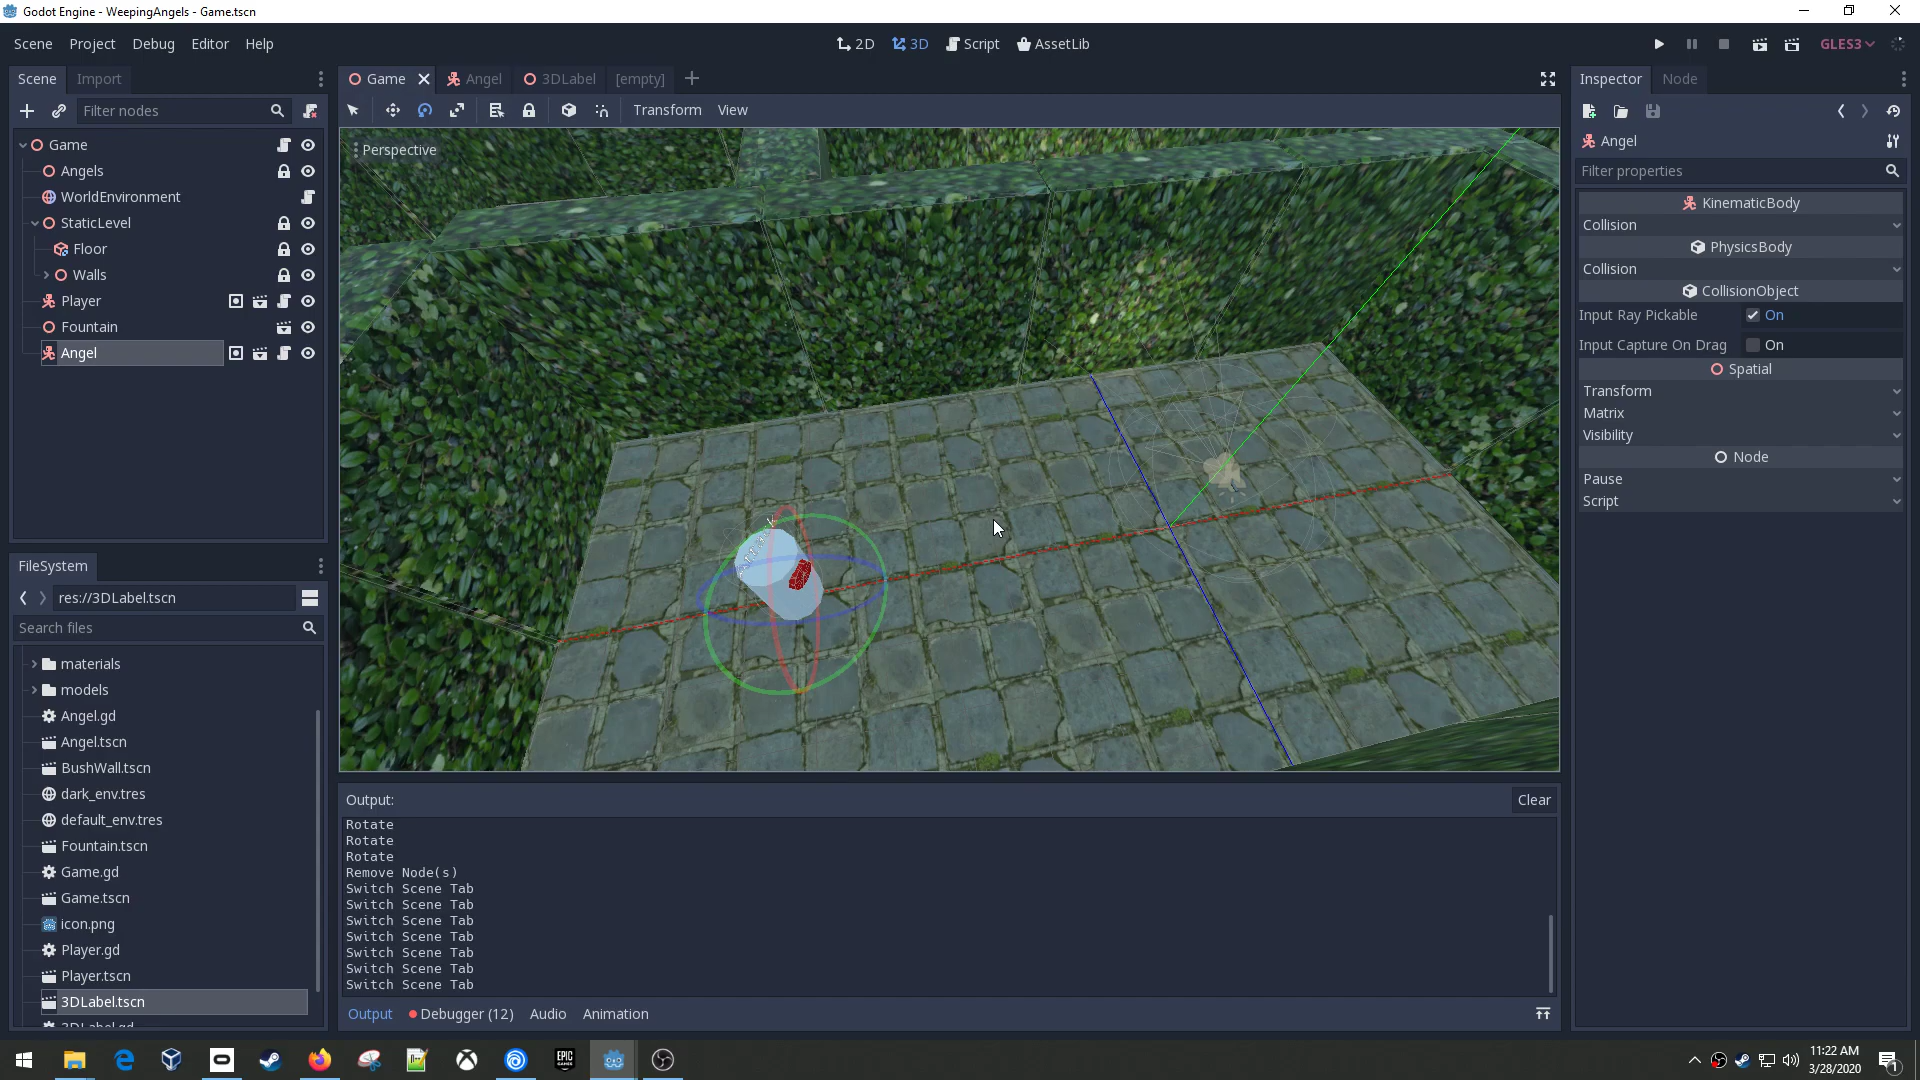 Godot Engine - WeepingAngels - Game.tscn
Scene Project Debug Editor Help
2D 3D Script AssetLib
GLES3
Scene Import
Filter nodes
Game
Angels
WorldEnvironment
StaticLevel
Floor
Walls
Player
Fountain
Angel
FileSystem
res://3DLabel.tscn
Search files
materials
models
Angel.gd
Angel.tscn
BushWall.tscn
dark_env.tres
default_env.tres
Fountain.tscn
Game.gd
Game.tscn
icon.png
Player.gd
Player.tscn
3DLabel.tscn
3DLabel.gd
Game Angel 3DLabel [empty]
Transform View
Perspective
Output:
Clear
Rotate
Rotate
Rotate
Remove Node(s)
Switch Scene Tab
Switch Scene Tab
Switch Scene Tab
Switch Scene Tab
Switch Scene Tab
Switch Scene Tab
Switch Scene Tab
Output Debugger (12) Audio Animation
Inspector Node
Angel
Filter properties
KinematicBody
Collision
PhysicsBody
Collision
CollisionObject
Input Ray Pickable On
Input Capture On Drag On
Spatial
Transform
Matrix
Visibility
Node
Pause
Script
EPIC
GAMES
11:22 AM
3/28/2020
1